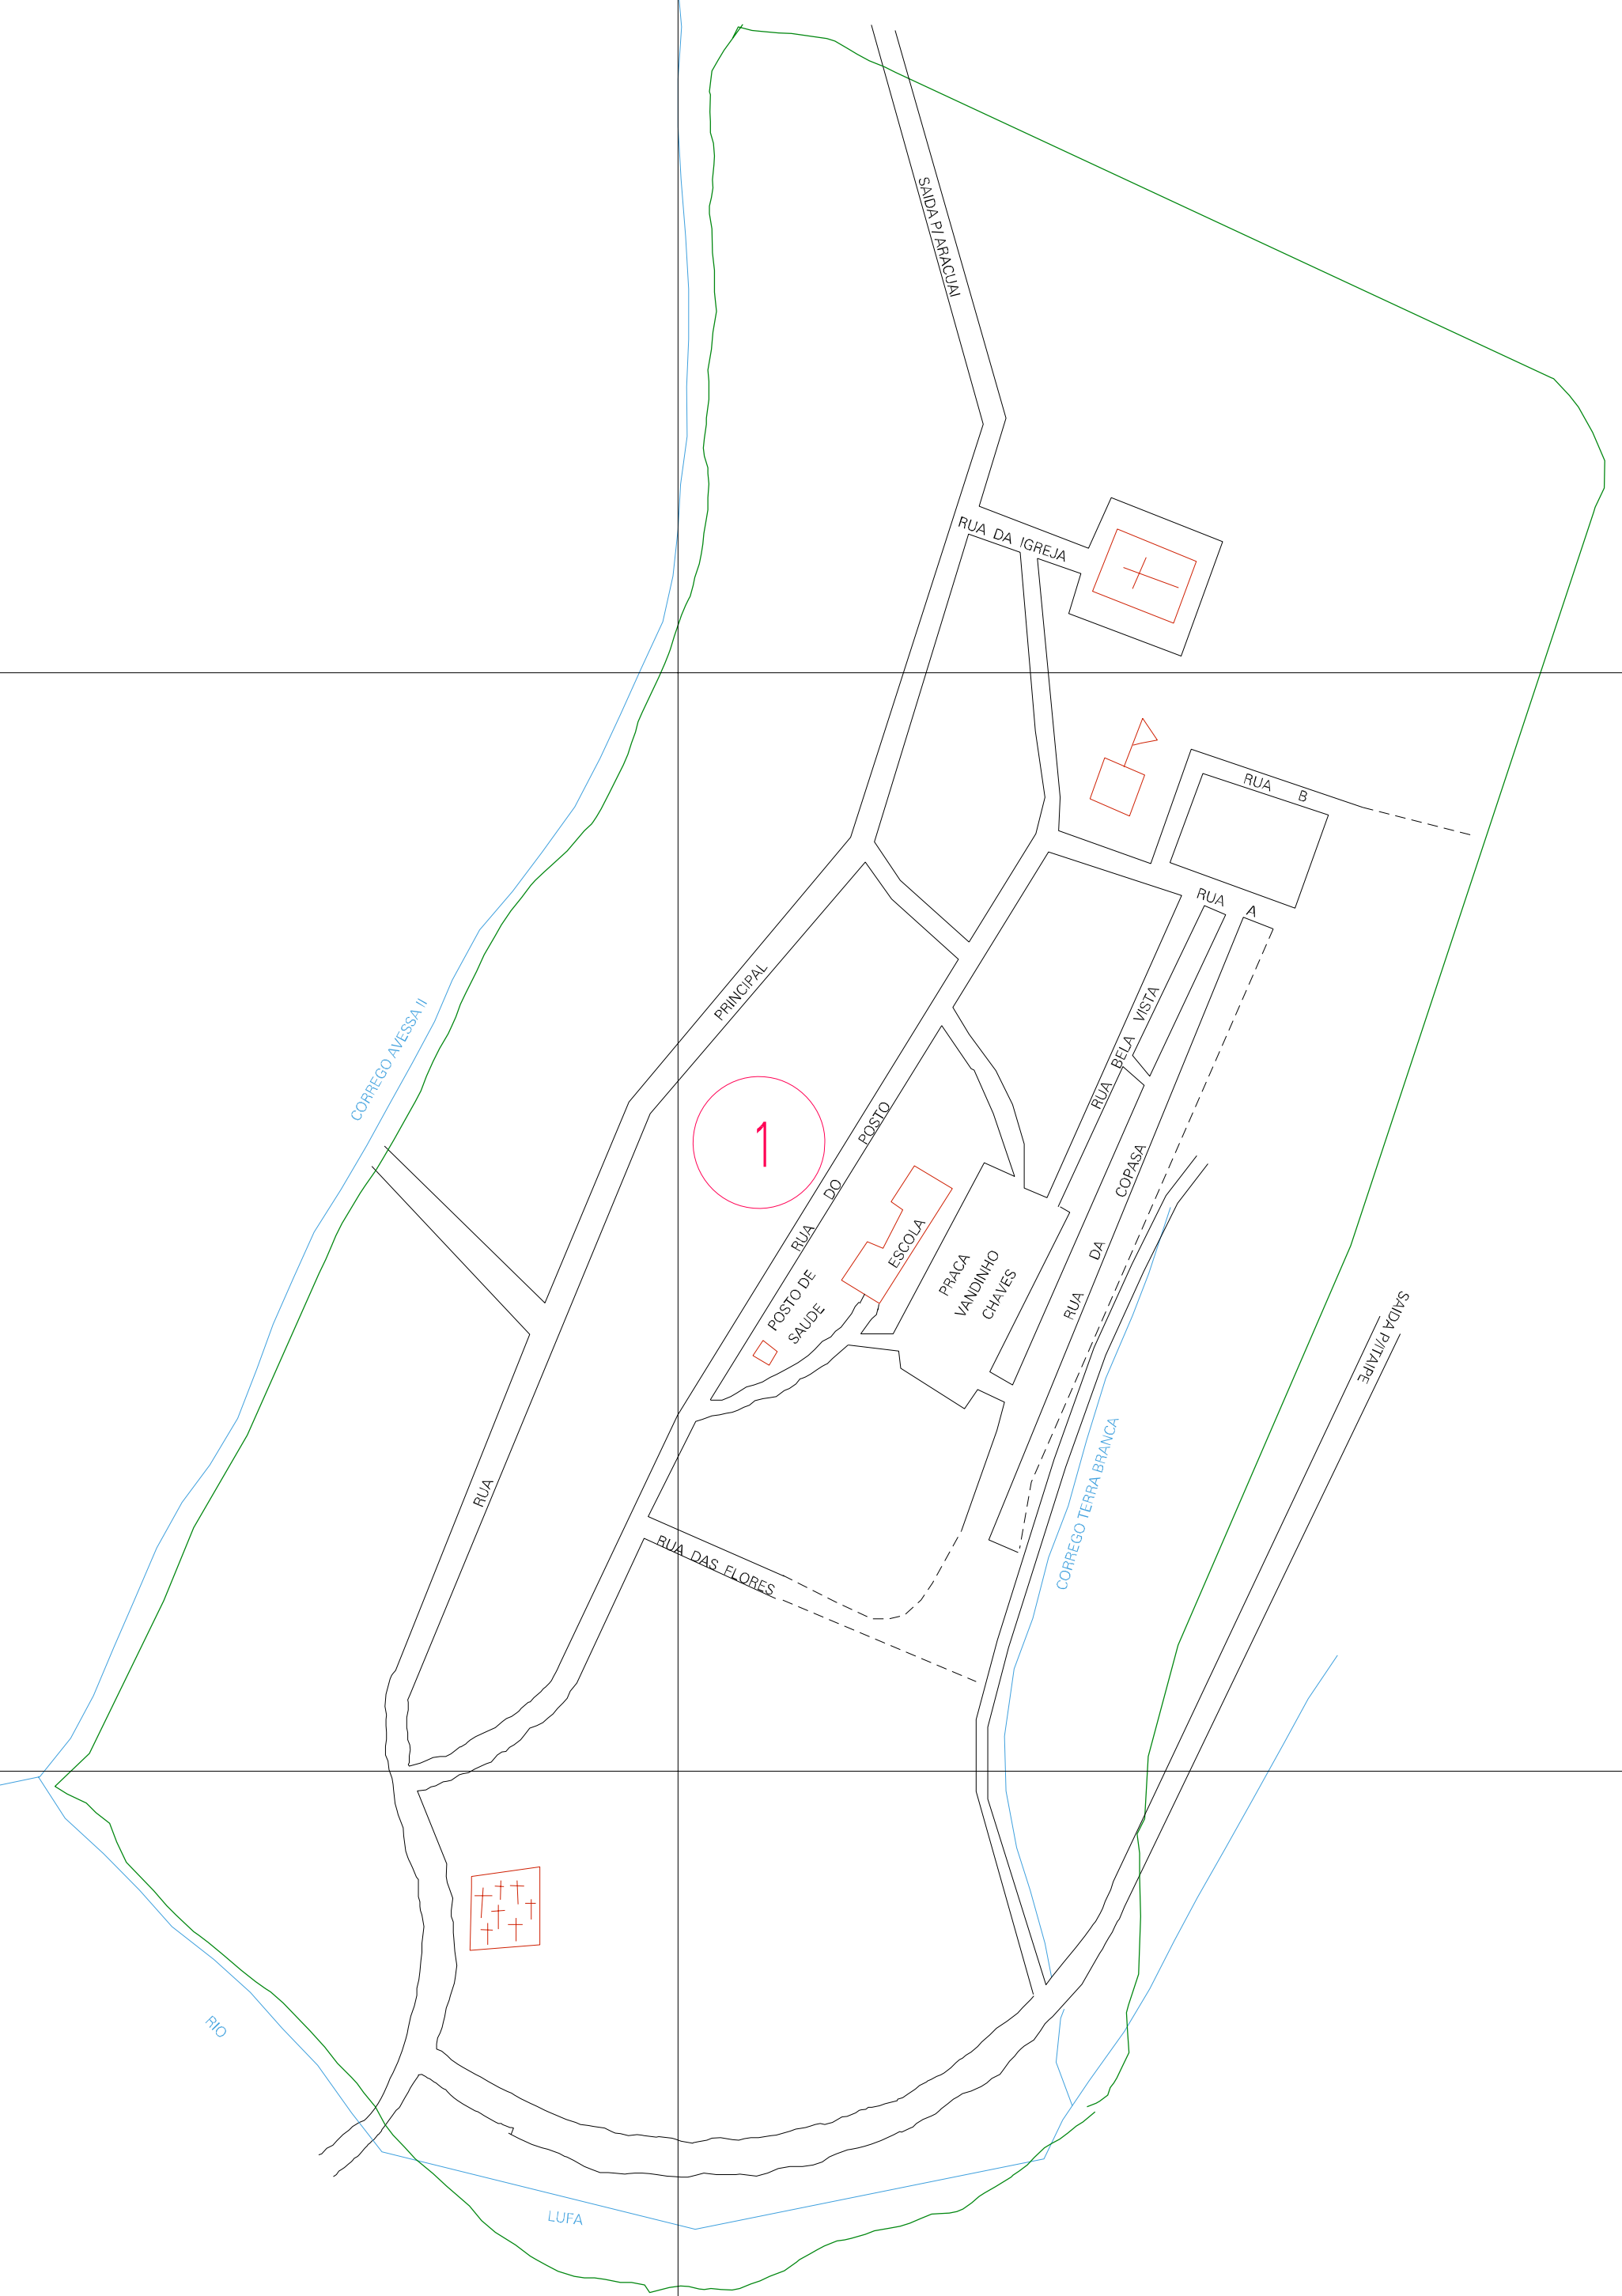 SAIDA P/ ARACUAI
RUA DA IGREJA
RUA B
RUA A
RUA PRINCIPAL
CORREGO AVESSA II
RUA BELA VISTA
1
RUA DO POSTO
RUA DA COPASA
ESCOLA
POSTO DE
SAUDE
PRACA
VANDINHO
CHAVES
SAIDA P/ITAIPE
CORREGO TERRA BRANCA
RUA DAS FLORES
RIO LUFA